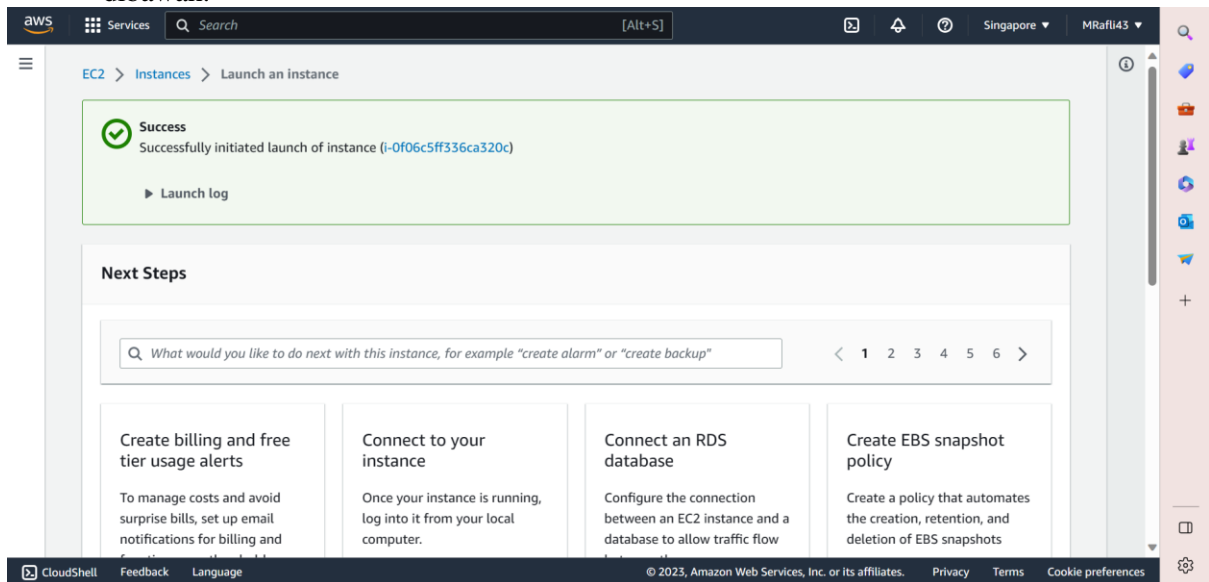 aws Services Search [Alt+S] Singapore MRafli43
EC2 > Instances > Launch an instance
Success
Successfully initiated launch of instance (i-0f06c5ff336ca320c)
Launch log
Next Steps
What would you like to do next with this instance, for example "create alarm" or "create backup"
1 2 3 4 5 6
Create billing and free
tier usage alerts
To manage costs and avoid
surprise bills, set up email
notifications for billing and
Connect to your
instance
Once your instance is running,
log into it from your local
computer.
Connect an RDS
database
Configure the connection
between an EC2 instance and a
database to allow traffic flow
Create EBS snapshot
policy
Create a policy that automates
the creation, retention, and
deletion of EBS snapshots
CloudShell Feedback Language © 2023, Amazon Web Services, Inc. or its affiliates. Privacy Terms Cookie preferences